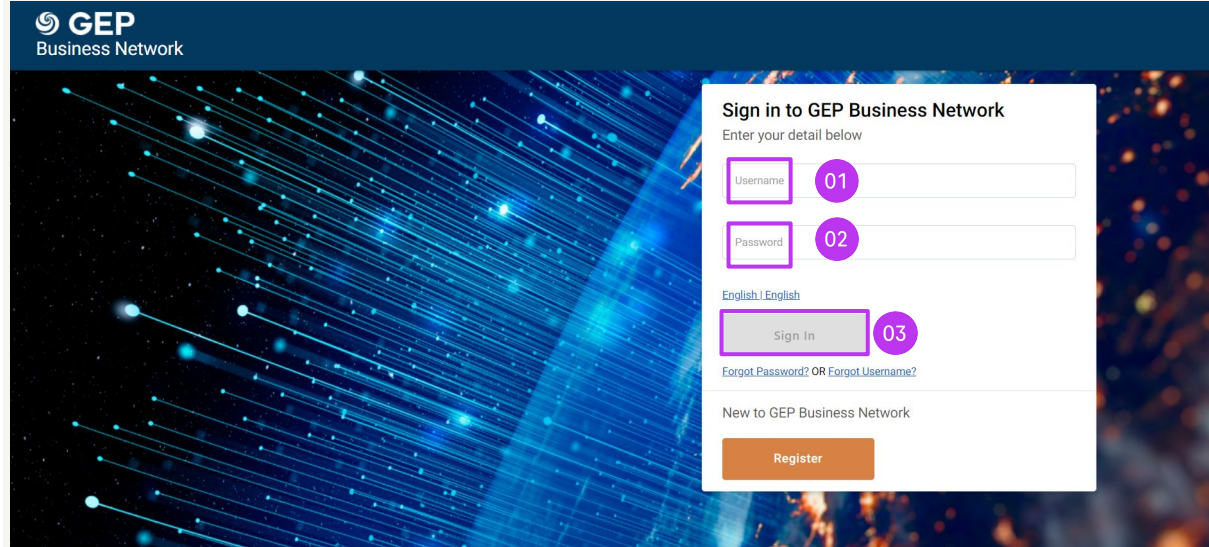 GEP
Business Network
Sign in to GEP Business Network
Enter your detail below
Username 01
Password 02
English | English
Sign In 03
Forgot Password? OR Forgot Username?
New to GEP Business Network
Register